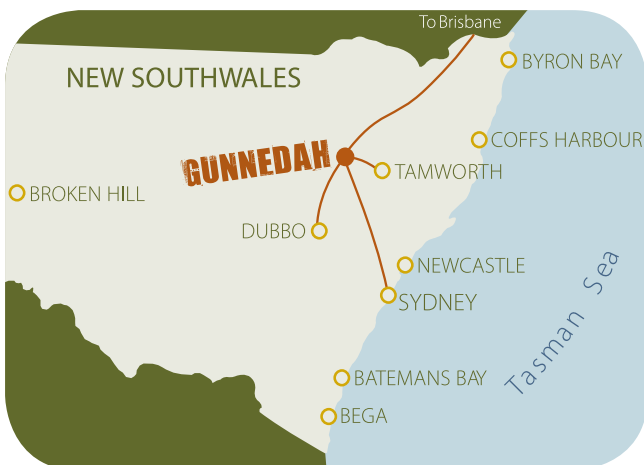 To Brisbane
BYRON BAY
NEW SOUTHWALES
COFFS HARBOUR
GUNNEDAH
TAMWORTH
BROKEN HILL
DUBBO
NEWCASTLE
SYDNEY
Tasman Sea
BATEMANS BAY
BEGA